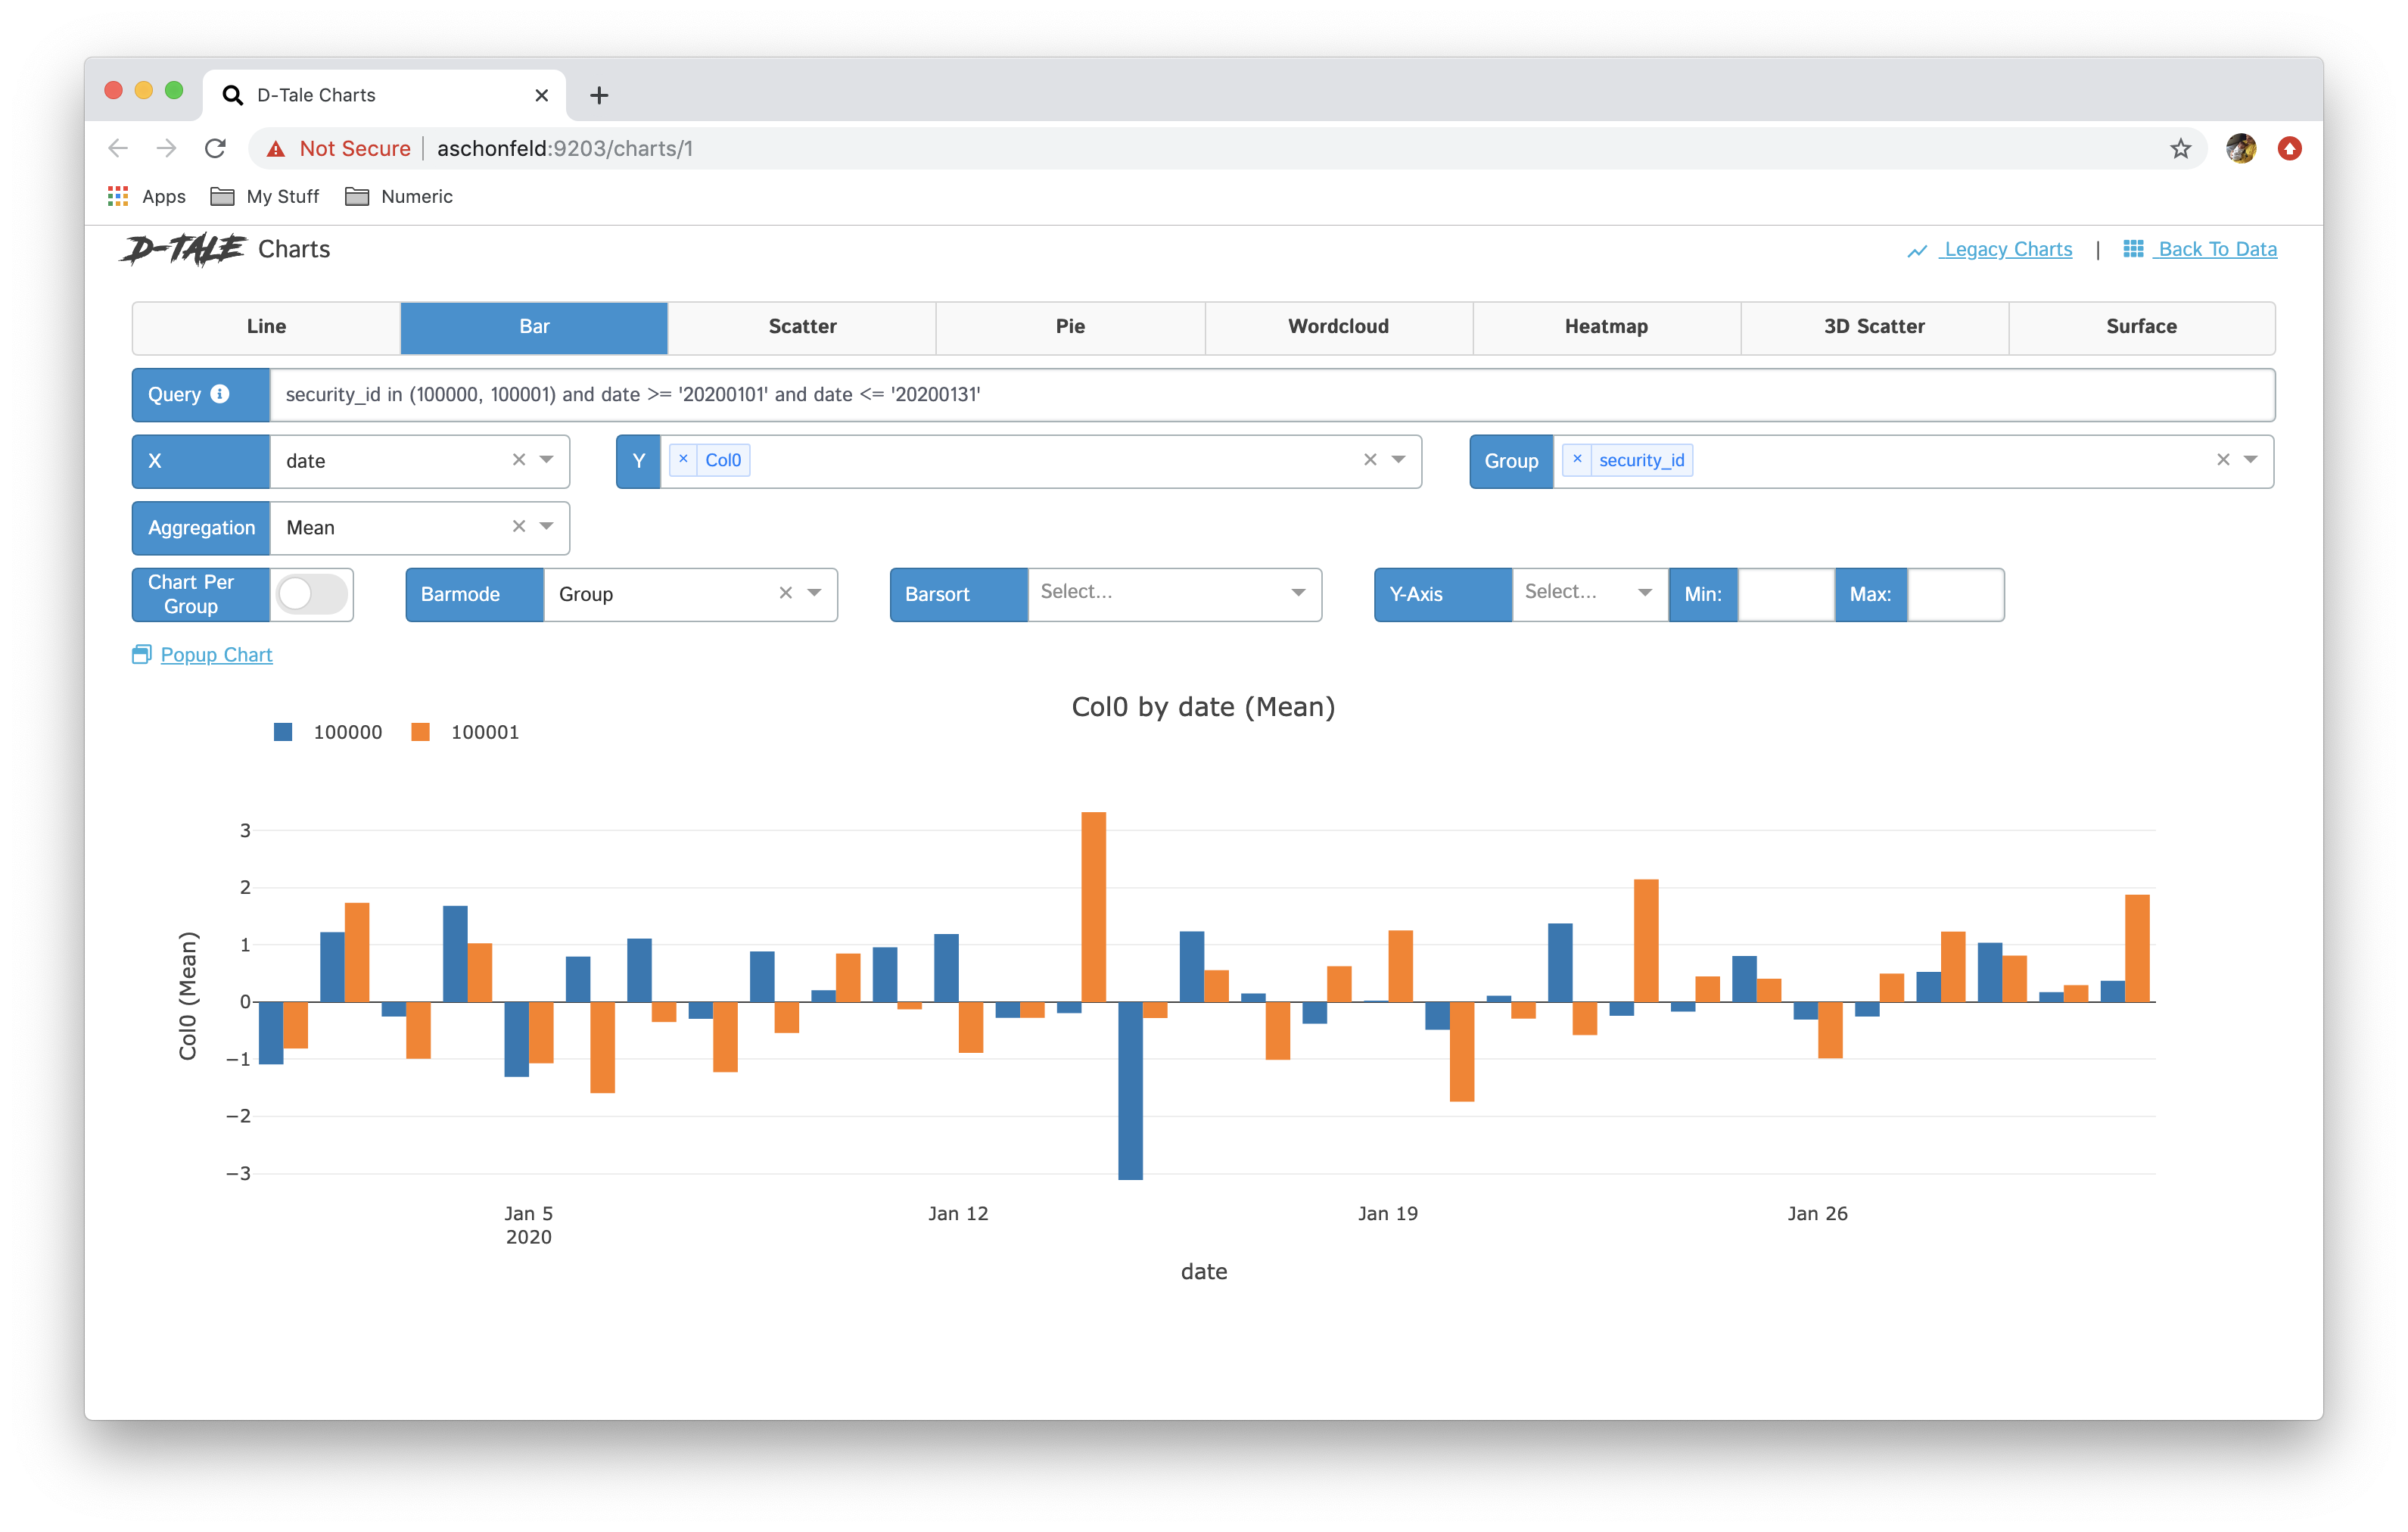 D-Tale Charts
Not Secure aschonfeld:9203/charts/1
Apps My Stuff Numeric
D-TALE Charts Legacy Charts | Back To Data
Line Bar Scatter Pie Wordcloud Heatmap 3D Scatter Surface
Query security_id in (100000, 100001) and date >= '20200101' and date <= '20200131'
X date Y × Col0 Group × security_id
Aggregation Mean
Chart Per Group Barmode Group Barsort Select... Y-Axis Select... Min: Max:
Popup Chart
Col0 by date (Mean)
100000 100001
3
2
1
0
−1
−2
−3
Col0 (Mean)
Jan 5 Jan 12 Jan 19 Jan 26
2020
date